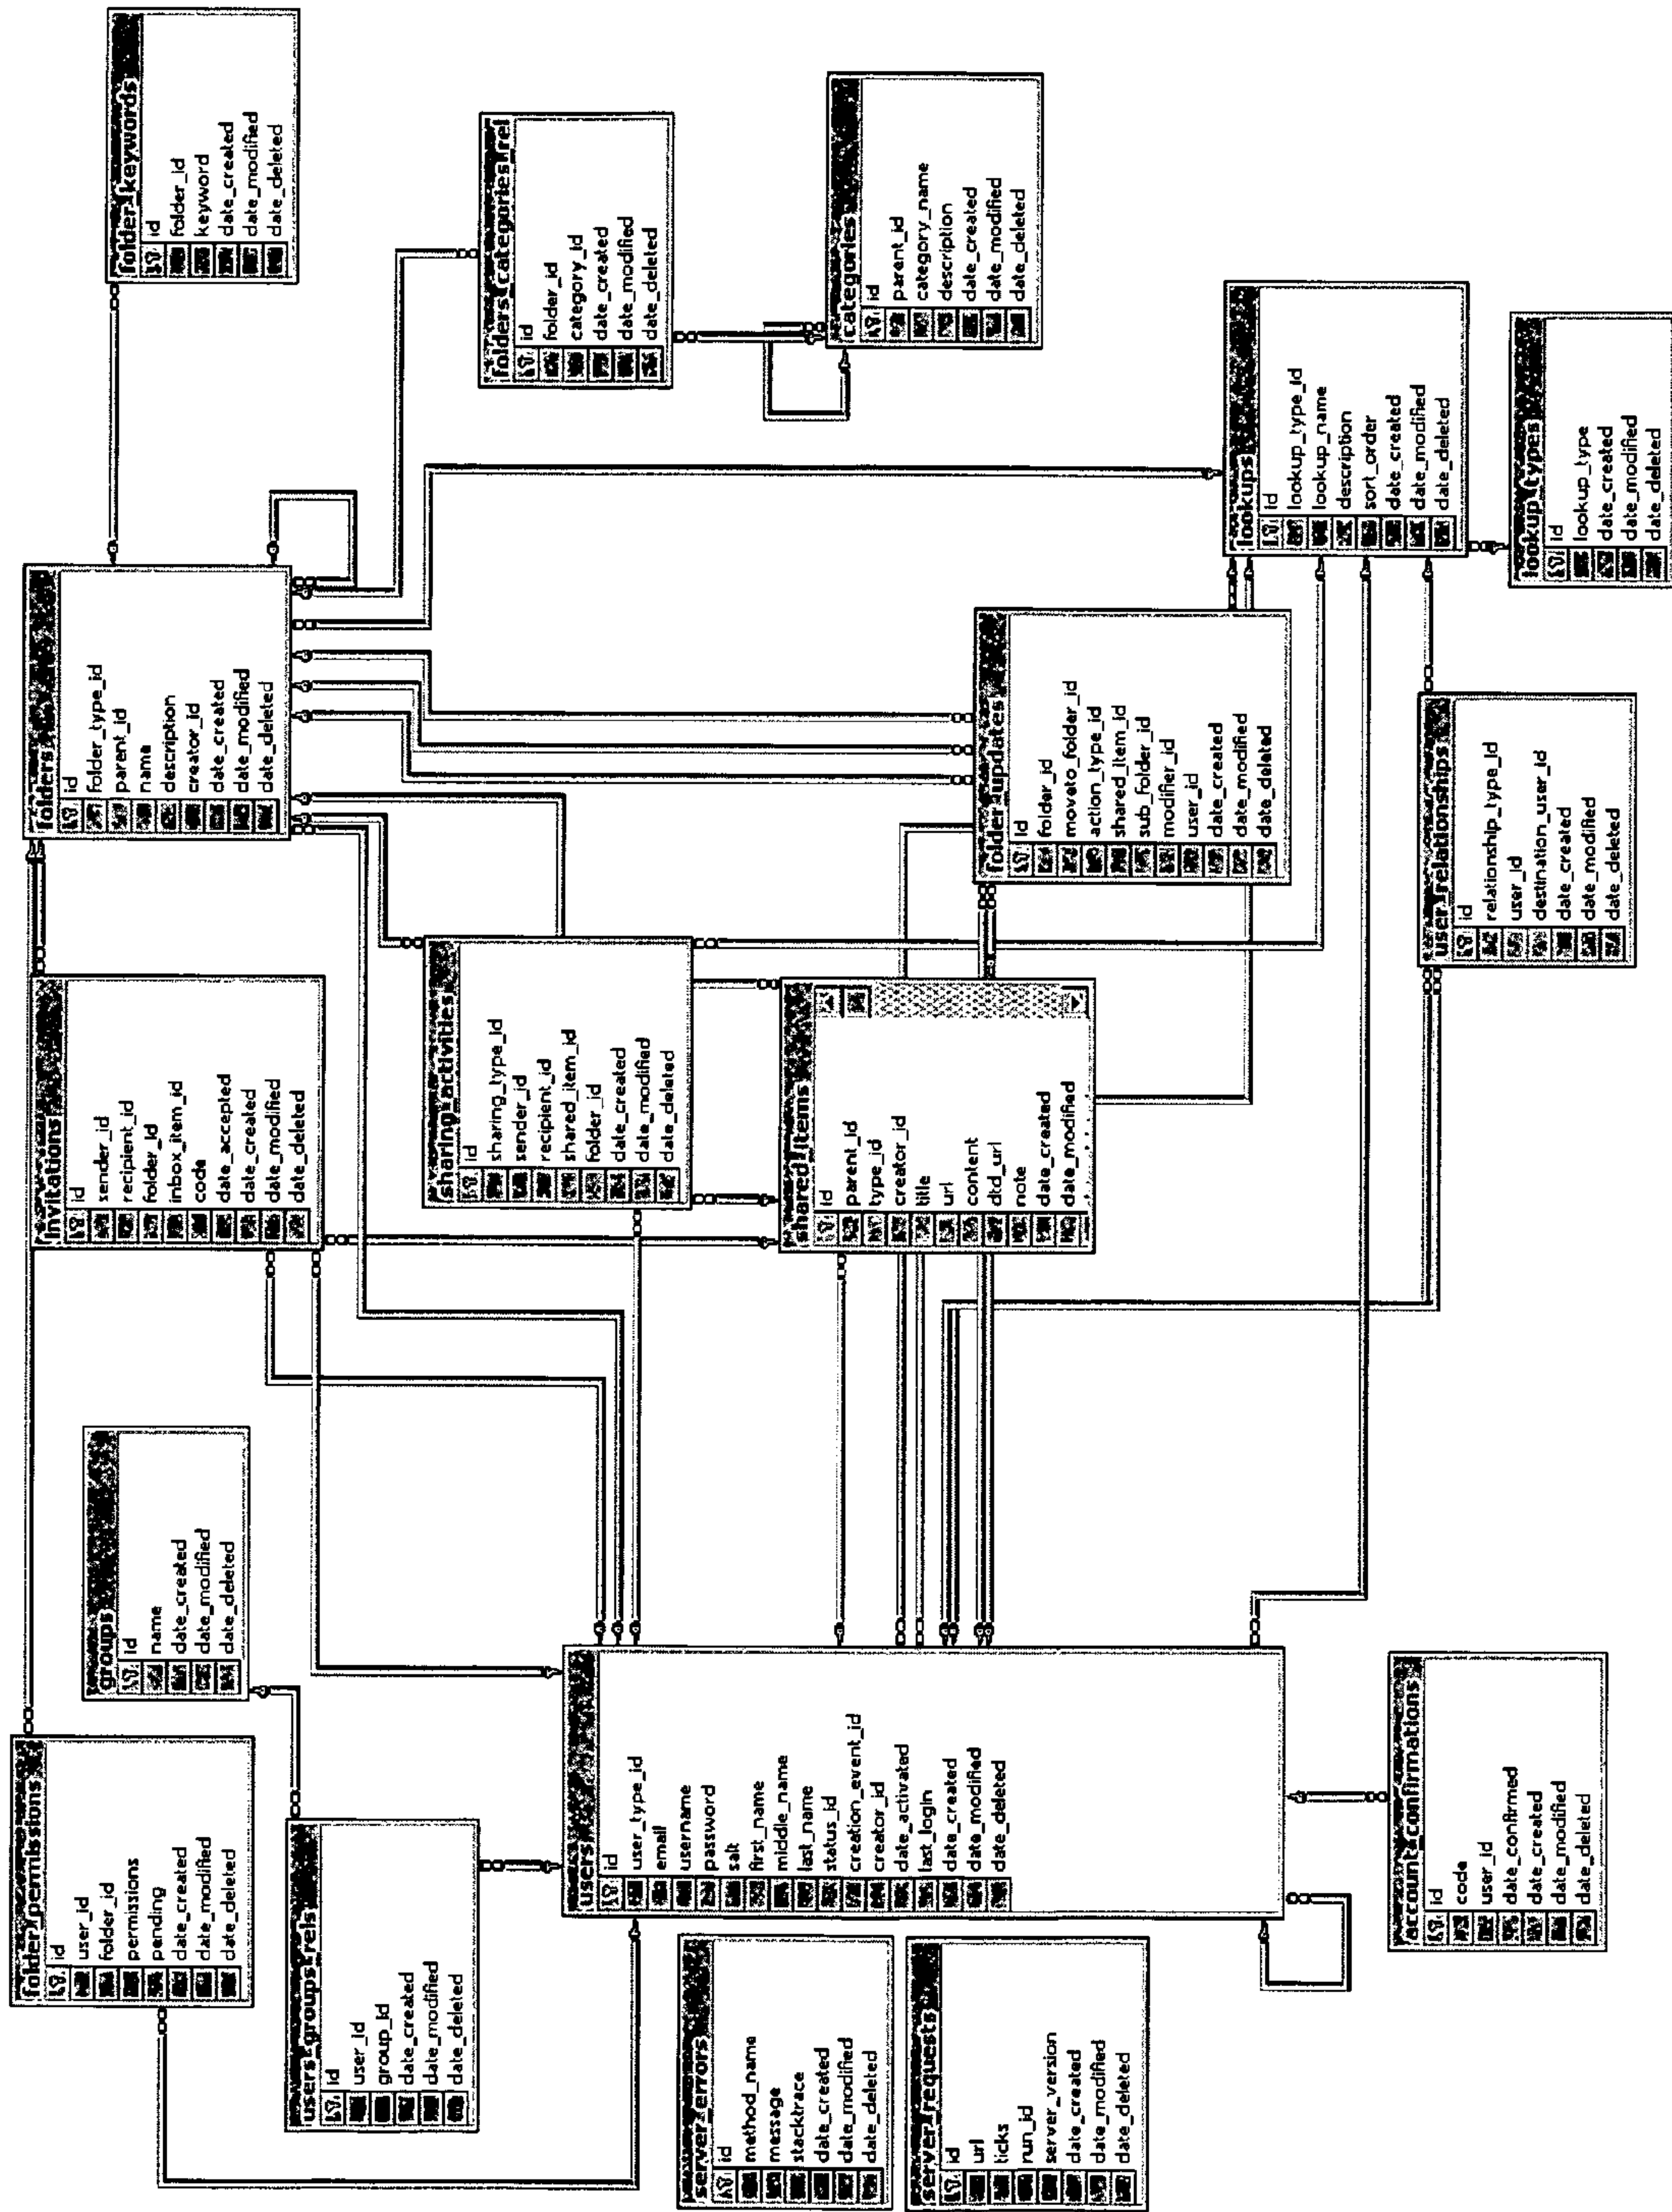 folder_permissions
id
user_id
folder_id
permissions
pending
date_created
date_modified
date_deleted
groups
id
name
date_created
date_modified
date_deleted
invitations
id
sender_id
recipient_id
folder_id
inbox_item_id
code
date_accepted
date_created
date_modified
date_deleted
folders
id
folder_type_id
parent_id
name
description
creator_id
date_created
date_modified
date_deleted
folder_keywords
id
folder_id
keyword
date_created
date_modified
date_deleted
users_groups_rels
id
user_id
group_id
date_created
date_modified
date_deleted
sharing_activities
id
sharing_type_id
sender_id
recipient_id
shared_item_id
folder_id
date_created
date_modified
date_deleted
folders_categories_rel
id
folder_id
category_id
date_created
date_modified
date_deleted
users
id
user_type_id
email
username
password
salt
first_name
middle_name
last_name
status_id
creation_event_id
creator_id
date_activated
last_login
date_created
date_modified
date_deleted
server_errors
id
method_name
message
stacktrace
date_created
date_modified
date_deleted
shared_items
id
parent_id
type_id
creator_id
title
url
content
dtd_url
note
date_created
date_modified
categories
id
parent_id
category_name
description
date_created
date_modified
date_deleted
server_requests
id
url
ticks
run_id
server_version
date_created
date_modified
date_deleted
folder_updates
id
folder_id
moveto_folder_id
action_type_id
shared_item_id
sub_folder_id
modifier_id
user_id
date_created
date_modified
date_deleted
lookups
id
lookup_type_id
lookup_name
description
sort_order
date_created
date_modified
date_deleted
account_confirmations
id
code
user_id
date_confirmed
date_created
date_modified
date_deleted
user_relationships
id
relationship_type_id
user_id
destination_user_id
date_created
date_modified
date_deleted
lookup_types
id
lookup_type
date_created
date_modified
date_deleted